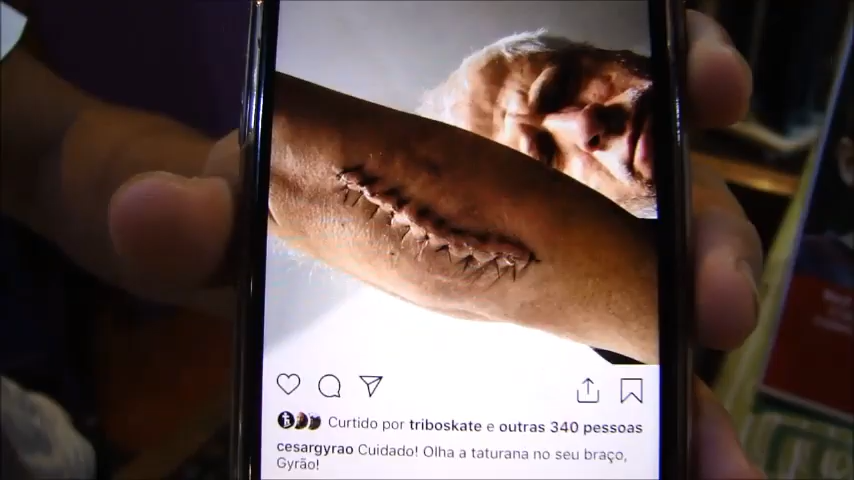 Curtido por triboskate e outras 340 pessoas
cesargyrao Cuidado! Olha a taturana no seu braço,
Gyrão!